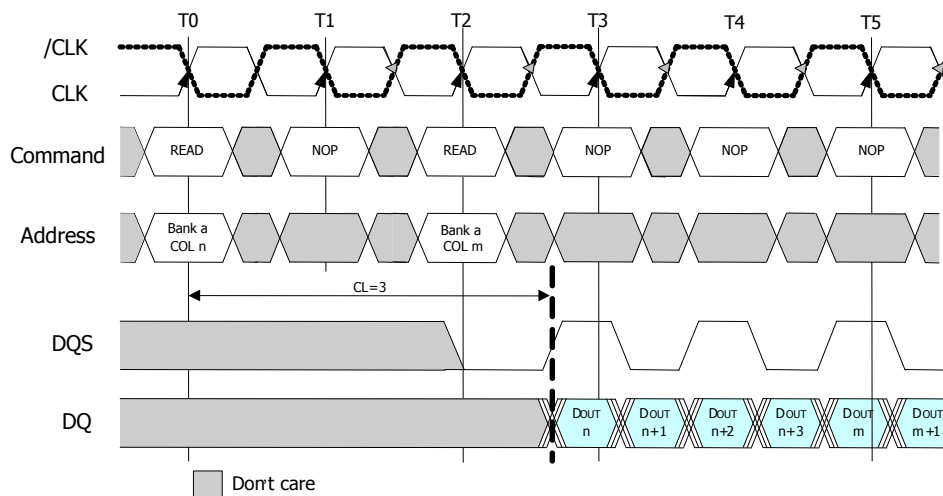 T0 T1 T2 T3 T4 T5
/CLK
CLK
Command READ NOP READ NOP NOP NOP
Address Bank a COL n Bank a COL m
CL=3
DQS
DQ DOUT n DOUT n+1 DOUT n+2 DOUT n+3 DOUT m DOUT m+1
Don't care